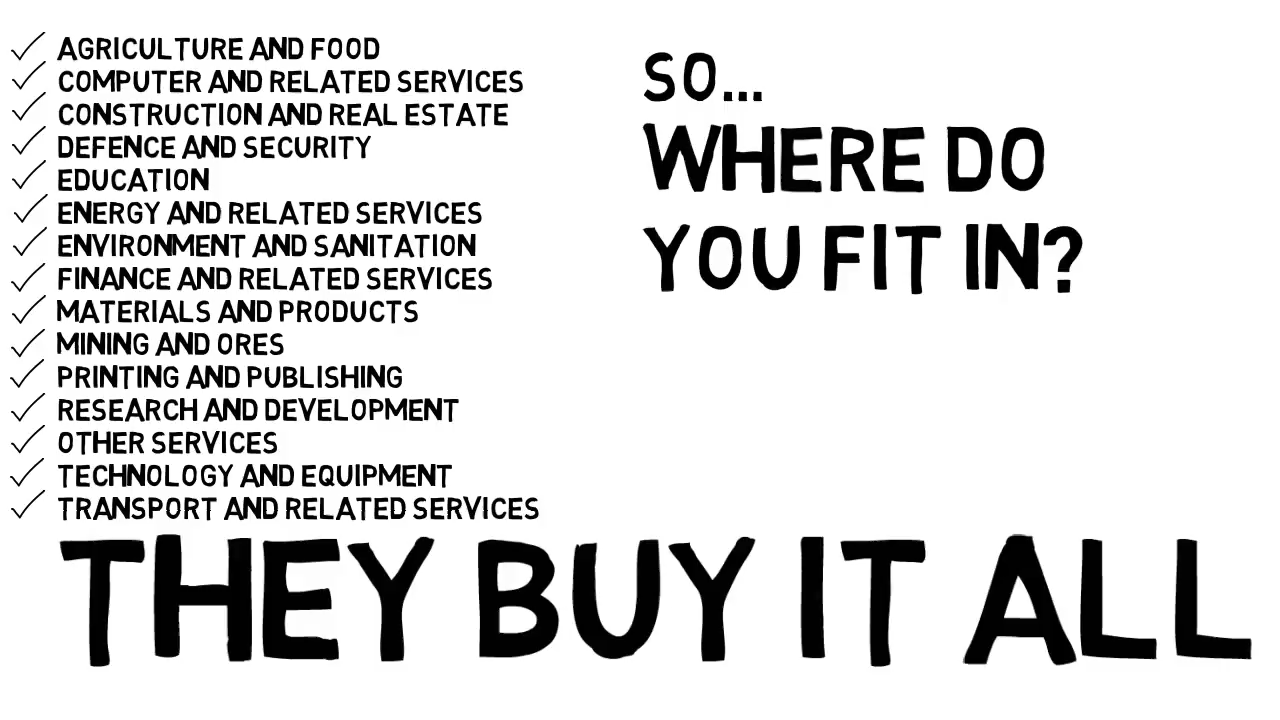 AGRICULTURE AND FOOD
COMPUTER AND RELATED SERVICES
CONSTRUCTION AND REAL ESTATE
DEFENCE AND SECURITY
EDUCATION
ENERGY AND RELATED SERVICES
ENVIRONMENT AND SANITATION
FINANCE AND RELATED SERVICES
MATERIALS AND PRODUCTS
MINING AND ORES
PRINTING AND PUBLISHING
RESEARCH AND DEVELOPMENT
OTHER SERVICES
TECHNOLOGY AND EQUIPMENT
TRANSPORT AND RELATED SERVICES
SO...
WHERE DO
YOU FIT IN?
THEY BUY IT ALL